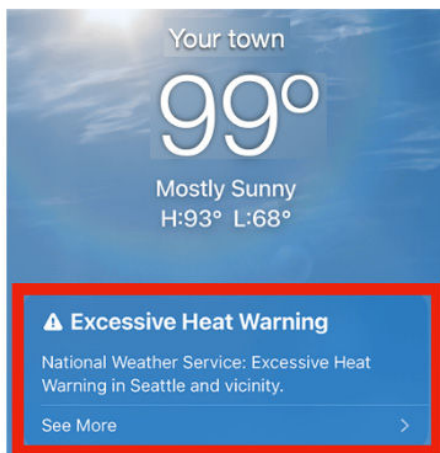 Your town
99°
Mostly Sunny
H:93° L:68°
Excessive Heat Warning
National Weather Service: Excessive Heat
Warning in Seattle and vicinity.
See More